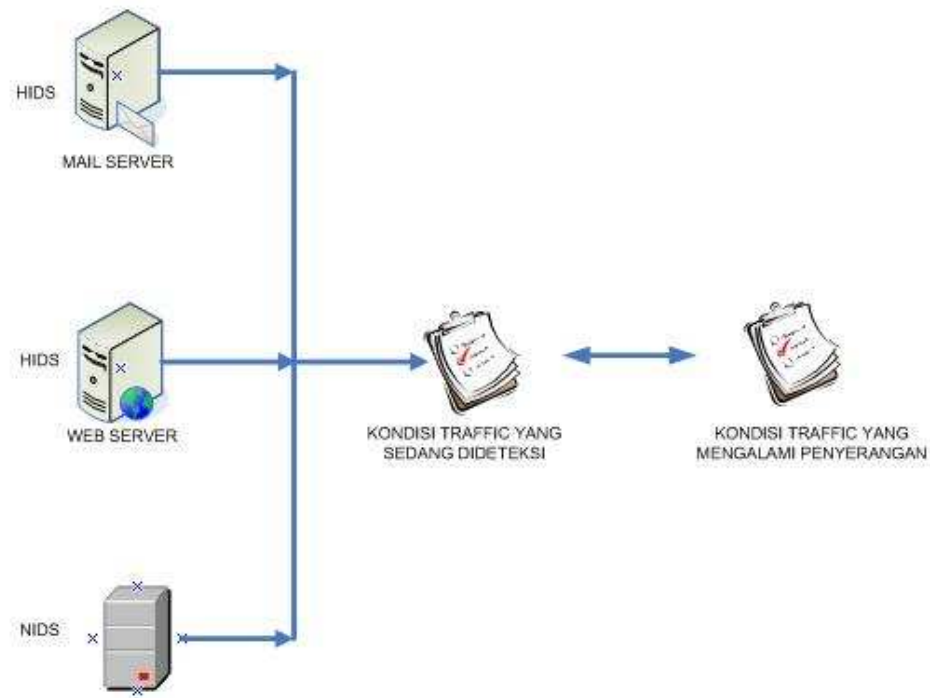 HIDS
MAIL SERVER
HIDS
WEB SERVER
KONDISI TRAFFIC YANG
SEDANG DIDETEKSI
KONDISI TRAFFIC YANG
MENGALAMI PENYERANGAN
NIDS